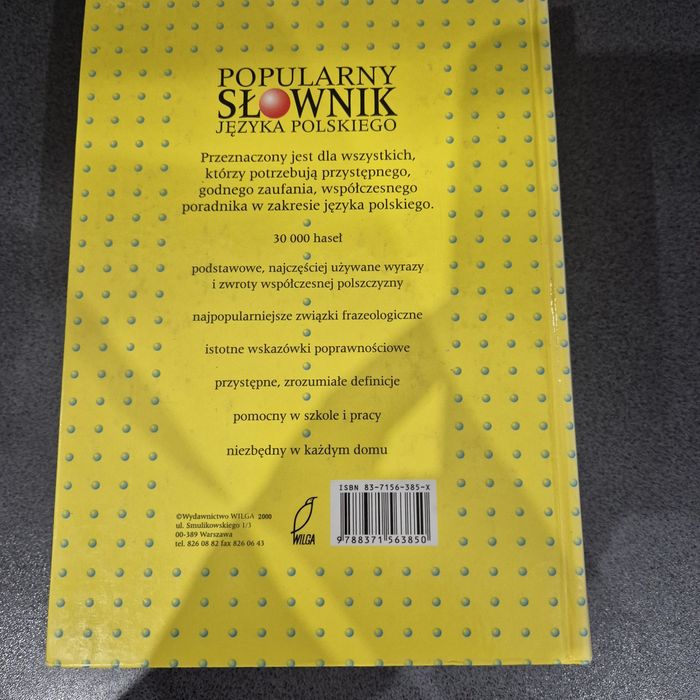 POPULARNY
SŁOWNIK
JĘZYKA POLSKIEGO
Przeznaczony jest dla wszystkich,
którzy potrzebują przystępnego,
godnego zaufania, współczesnego
poradnika w zakresie języka polskiego.
30 000 haseł
podstawowe, najczęściej używane wyrazy
i zwroty współczesnej polszczyzny
najpopularniejsze związki frazeologiczne
istotne wskazówki poprawnościowe
przystępne, zrozumiałe definicje
pomocny w szkole i pracy
niezbędny w każdym domu
©Wydawnictwo WILGA 2000
ul. Smulikowskiego 1/3
00-389 Warszawa
tel. 826 08 82 fax 826 06 43
WILGA
ISBN 83-7156-385-X
9788371563850